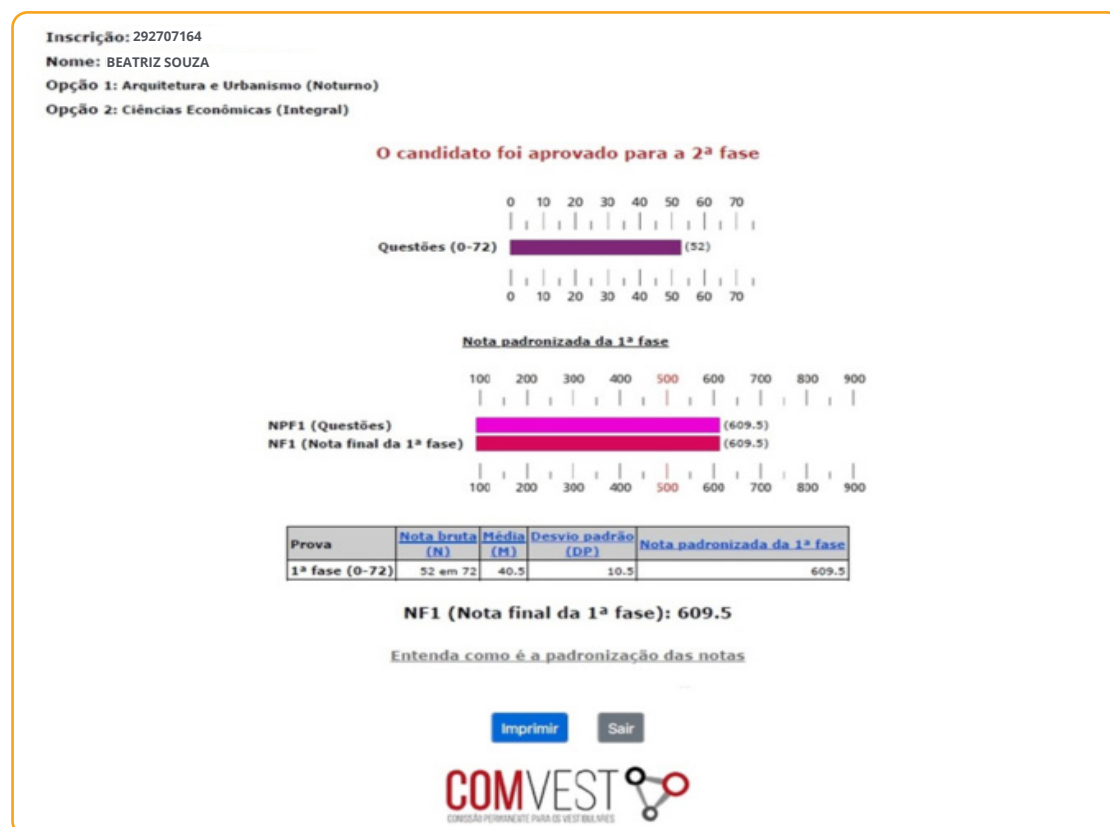 Inscrição: 292707164
Nome: BEATRIZ SOUZA
Opção 1: Arquitetura e Urbanismo (Noturno)
Opção 2: Ciências Econômicas (Integral)
O candidato foi aprovado para a 2ª fase
0 10 20 30 40 50 60 70
Questões (0-72) (52)
0 10 20 30 40 50 60 70
Nota padronizada da 1ª fase
100 200 300 400 500 600 700 800 900
NPF1 (Questões) (609.5)
NF1 (Nota final da 1ª fase) (609.5)
100 200 300 400 500 600 700 800 900
Prova Nota bruta (N) Média (M) Desvio padrão (DP) Nota padronizada da 1ª fase
1ª fase (0-72) 52 em 72 40.5 10.5 609.5
NF1 (Nota final da 1ª fase): 609.5
Entenda como é a padronização das notas
Imprimir Sair
COMVEST
COMISSÃO PERMANENTE PARA OS VESTIBULARES